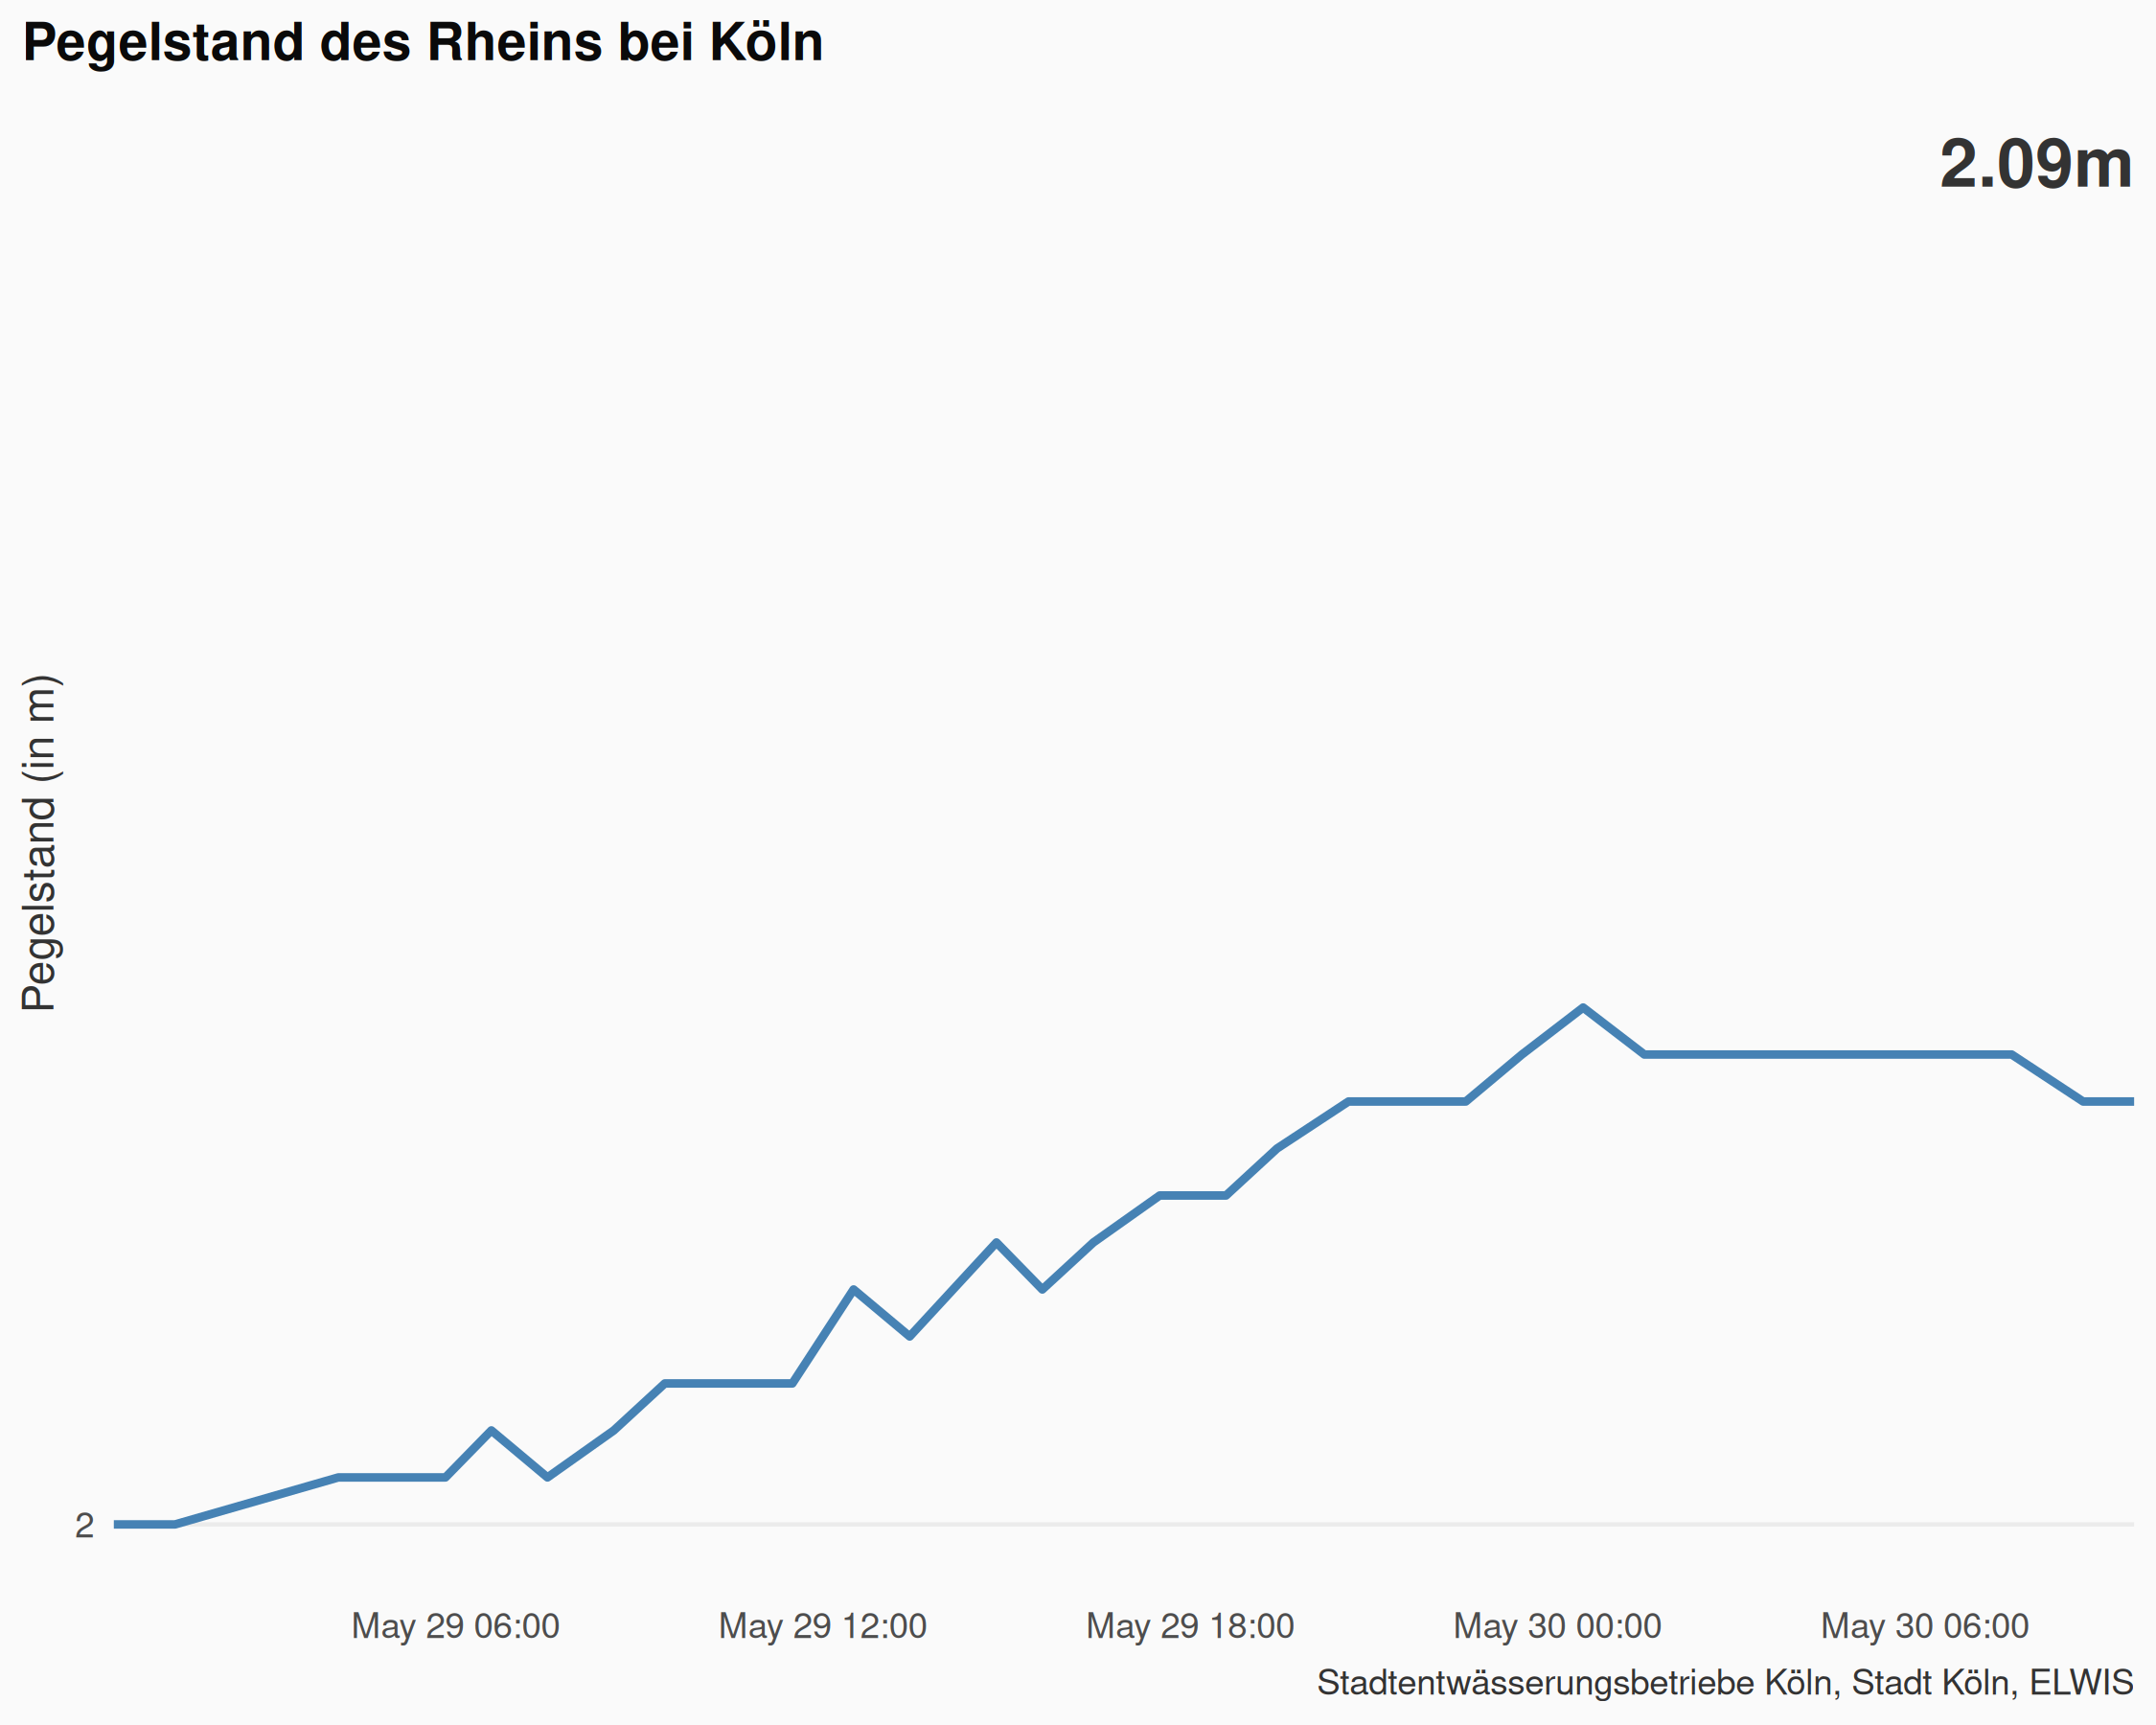 Pegelstand des Rheins bei Köln
2.09m
Pegelstand (in m)
2
May 29 06:00
May 29 12:00
May 29 18:00
May 30 00:00
May 30 06:00
Stadtentwässerungsbetriebe Köln, Stadt Köln, ELWIS